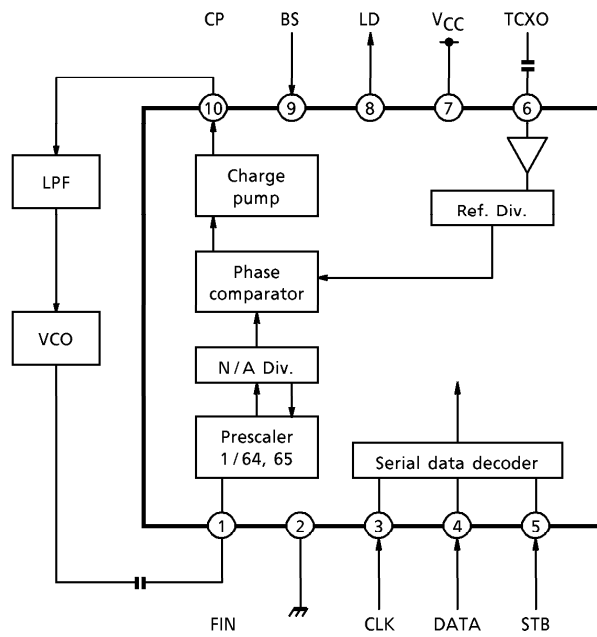 CP BS LD VCC TCXO
10 9 8 7 6
LPF
Charge
pump
Ref. Div.
Phase
comparator
VCO
N/A Div.
Prescaler
1/64, 65
Serial data decoder
1 2 3 4 5
FIN CLK DATA STB